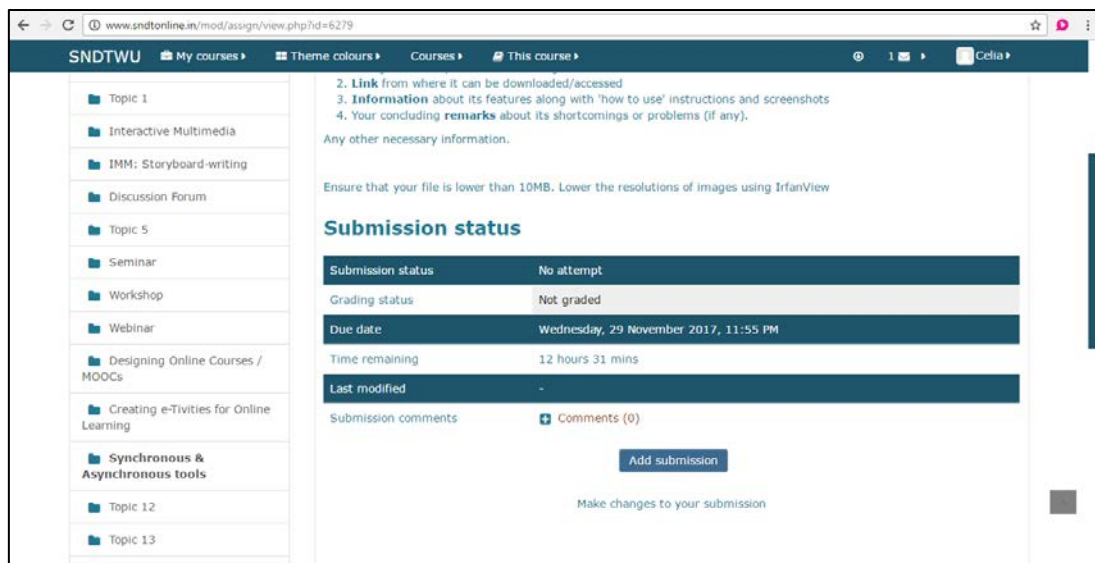 www.sndtonline.in/mod/assign/view.php?id=6279
SNDTWU My courses Theme colours Courses This course 1 Celia
Topic 1
Interactive Multimedia
IMM: Storyboard-writing
Discussion Forum
Topic 5
Seminar
Workshop
Webinar
Designing Online Courses /
MOOCs
Creating e-Tivities for Online
Learning
Synchronous &
Asynchronous tools
Topic 12
Topic 13
2. Link from where it can be downloaded/accessed
3. Information about its features along with 'how to use' instructions and screenshots
4. Your concluding remarks about its shortcomings or problems (if any).
Any other necessary information.
Ensure that your file is lower than 10MB. Lower the resolutions of images using IrfanView
Submission status
Submission status No attempt
Grading status Not graded
Due date Wednesday, 29 November 2017, 11:55 PM
Time remaining 12 hours 31 mins
Last modified -
Submission comments Comments (0)
Add submission
Make changes to your submission